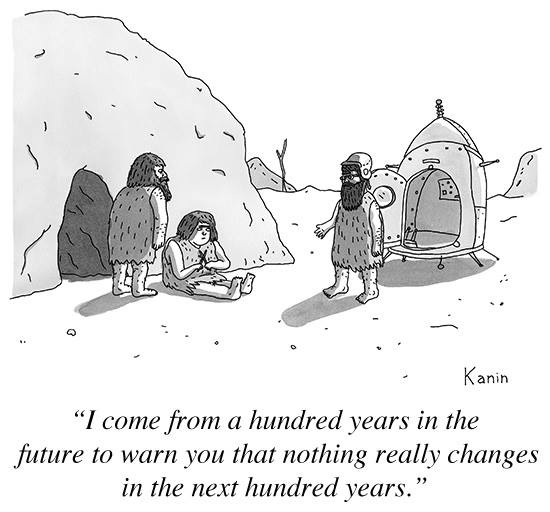 Kanin
“I come from a hundred years in the
future to warn you that nothing really changes
in the next hundred years.”